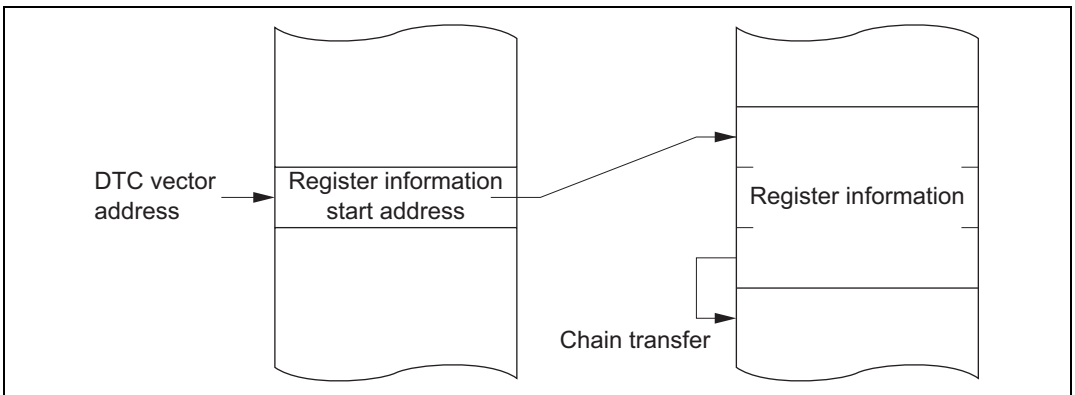 DTC vector
address
Register information
start address
Register information
Chain transfer